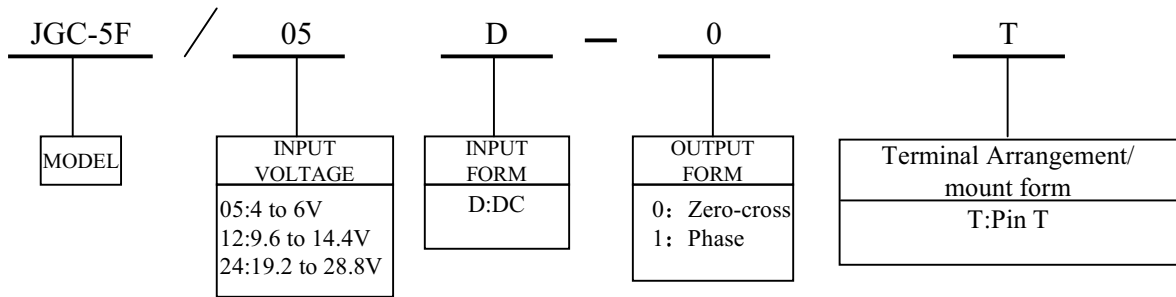 JGC-5F / 05 D - 0 T
MODEL
INPUT
VOLTAGE
05:4 to 6V
12:9.6 to 14.4V
24:19.2 to 28.8V
INPUT
FORM
D:DC
OUTPUT
FORM
0：Zero-cross
1：Phase
Terminal Arrangement/
mount form
T:Pin T